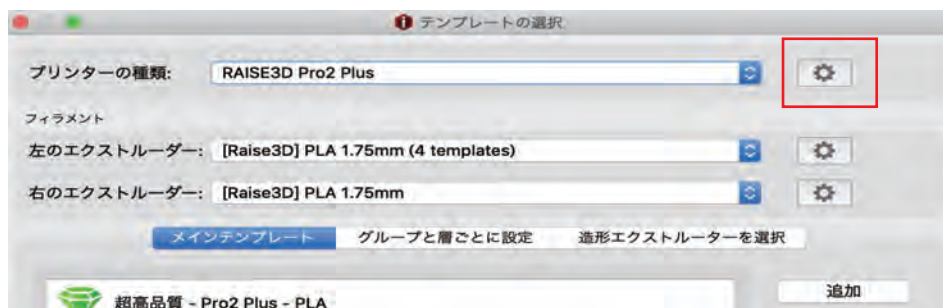 テンプレートの選択
プリンターの種類: RAISE3D Pro2 Plus
フィラメント
左のエクストルーダー: [Raise3D] PLA 1.75mm (4 templates)
右のエクストルーダー: [Raise3D] PLA 1.75mm
メインテンプレート グループと層ごとに設定 造形エクストルーターを選択
超高品質 - Pro2 Plus - PLA 追加